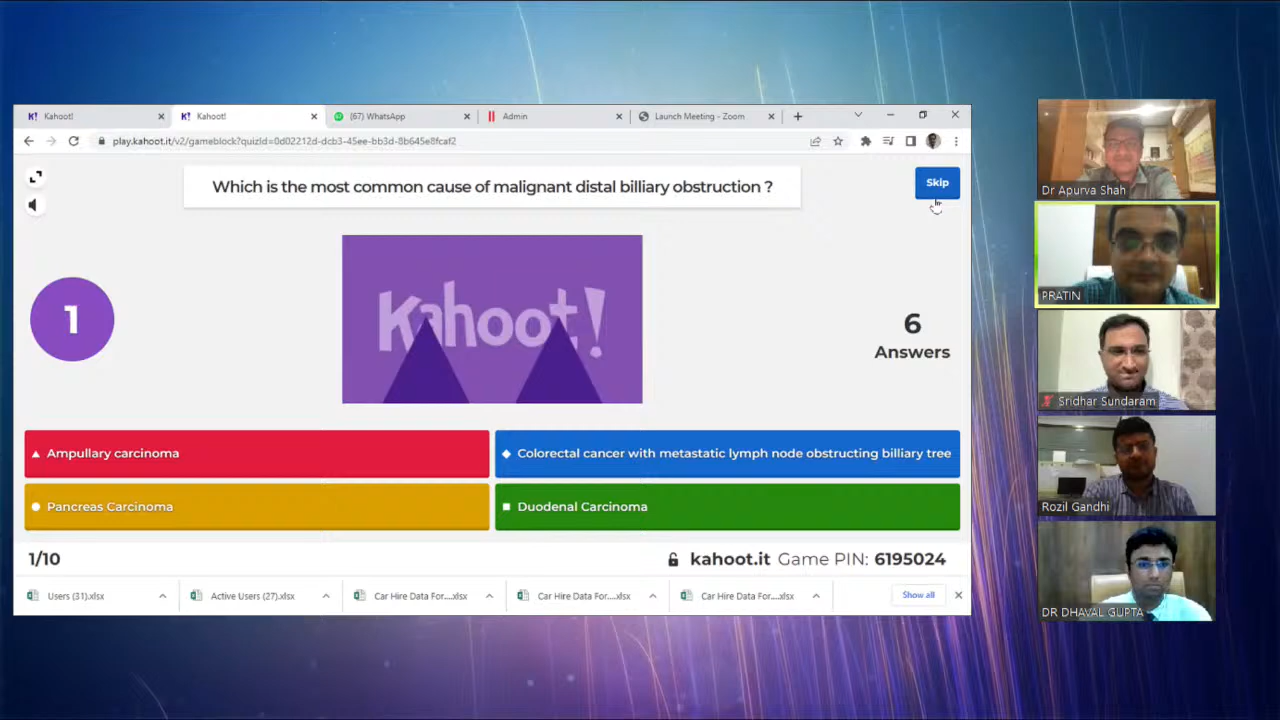 Kahoot!
Kahoot!
(67) WhatsApp
Admin
Launch Meeting - Zoom
play.kahoot.it/v2/gameblock?quizId=0d02212d-dcb3-45ee-bb3d-8b645e8fcaf2
Which is the most common cause of malignant distal billiary obstruction ?
Skip
Kahoot!
1
6
Answers
Ampullary carcinoma
Colorectal cancer with metastatic lymph node obstructing billiary tree
Pancreas Carcinoma
Duodenal Carcinoma
1/10
kahoot.it Game PIN: 6195024
Users (31).xlsx
Active Users (27).xlsx
Car Hire Data For....xlsx
Car Hire Data For....xlsx
Car Hire Data For....xlsx
Show all
Dr Apurva Shah
PRATIN
Sridhar Sundaram
Rozil Gandhi
DR DHAVAL GUPTA